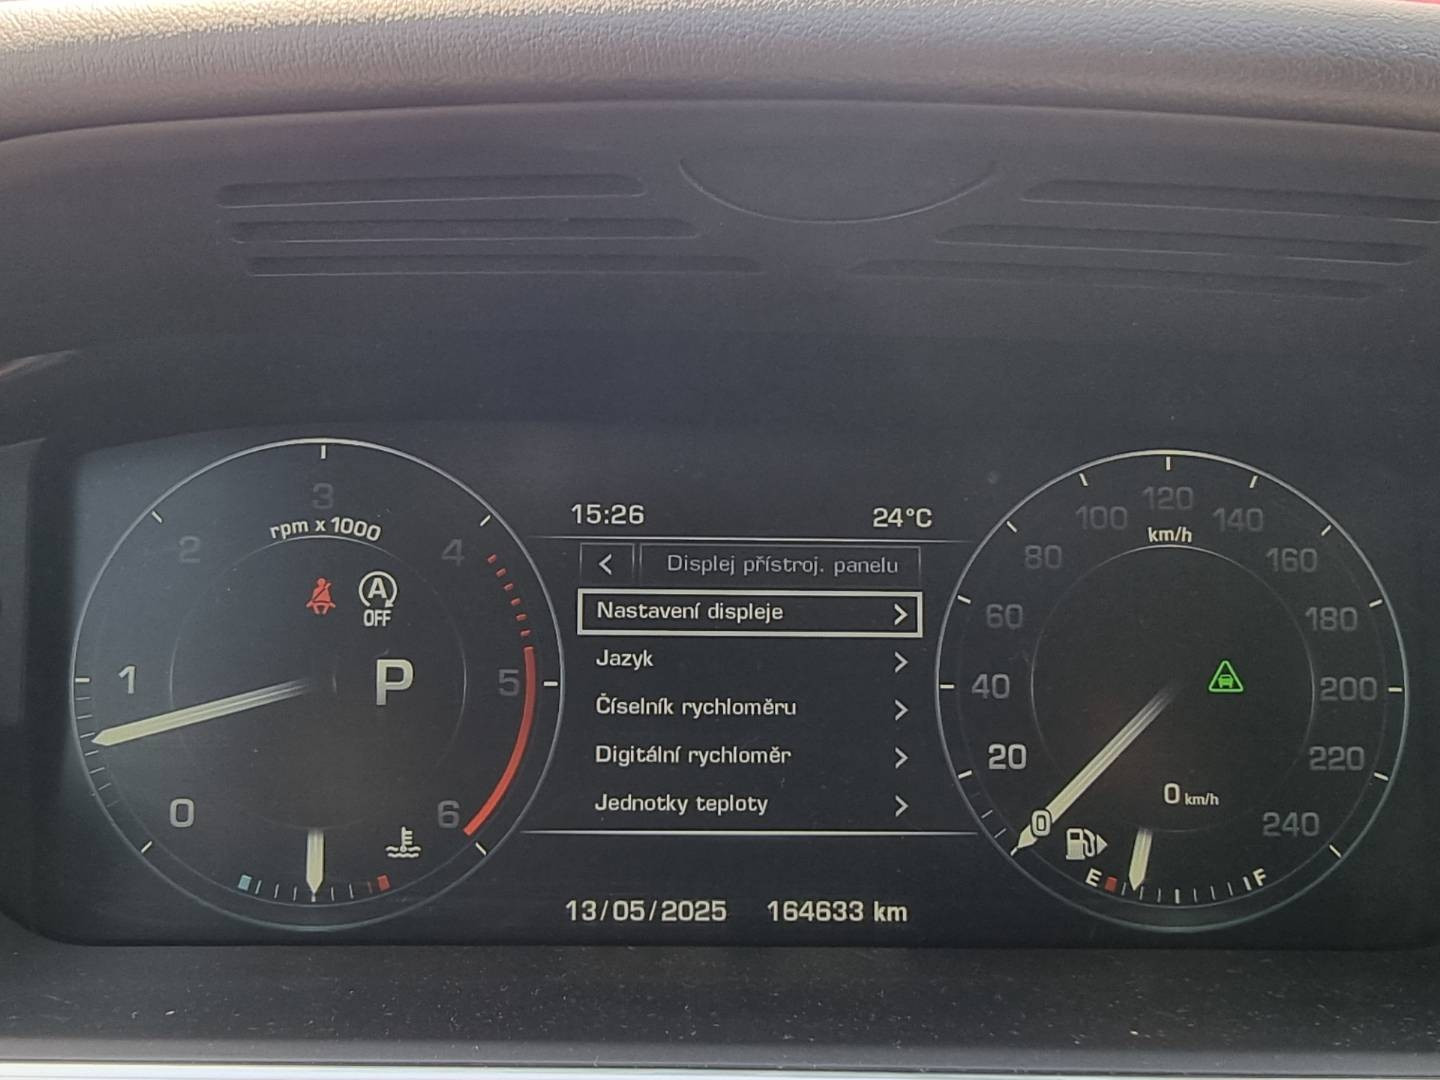 15:26 24°C
< Displej přístroj. panelu
Nastavení displeje >
Jazyk >
Číselník rychloměru >
Digitální rychloměr >
Jednotky teploty >
13/05/2025 164633 km
rpm x 1000
0 1 2 3 4 5 6
A
OFF
P
km/h
0 20 40 60 80 100 120 140 160 180 200 220 240
0 km/h
E F